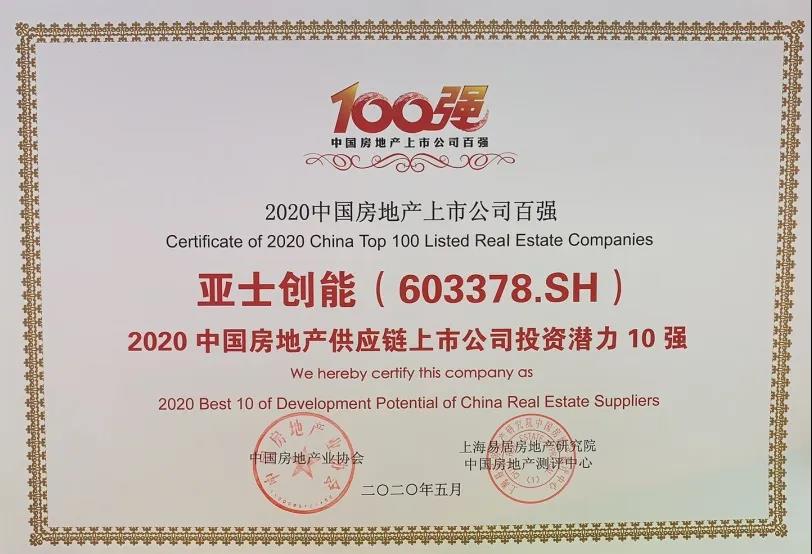 100强
中国房地产上市公司百强
2020中国房地产上市公司百强
Certificate of 2020 China Top 100 Listed Real Estate Companies
亚士创能（603378.SH）
2020 中国房地产供应链上市公司投资潜力 10 强
We hereby certify this company as
2020 Best 10 of Development Potential of China Real Estate Suppliers
中国房地产业协会
上海易居房地产研究院
中国房地产测评中心
二〇二〇年五月